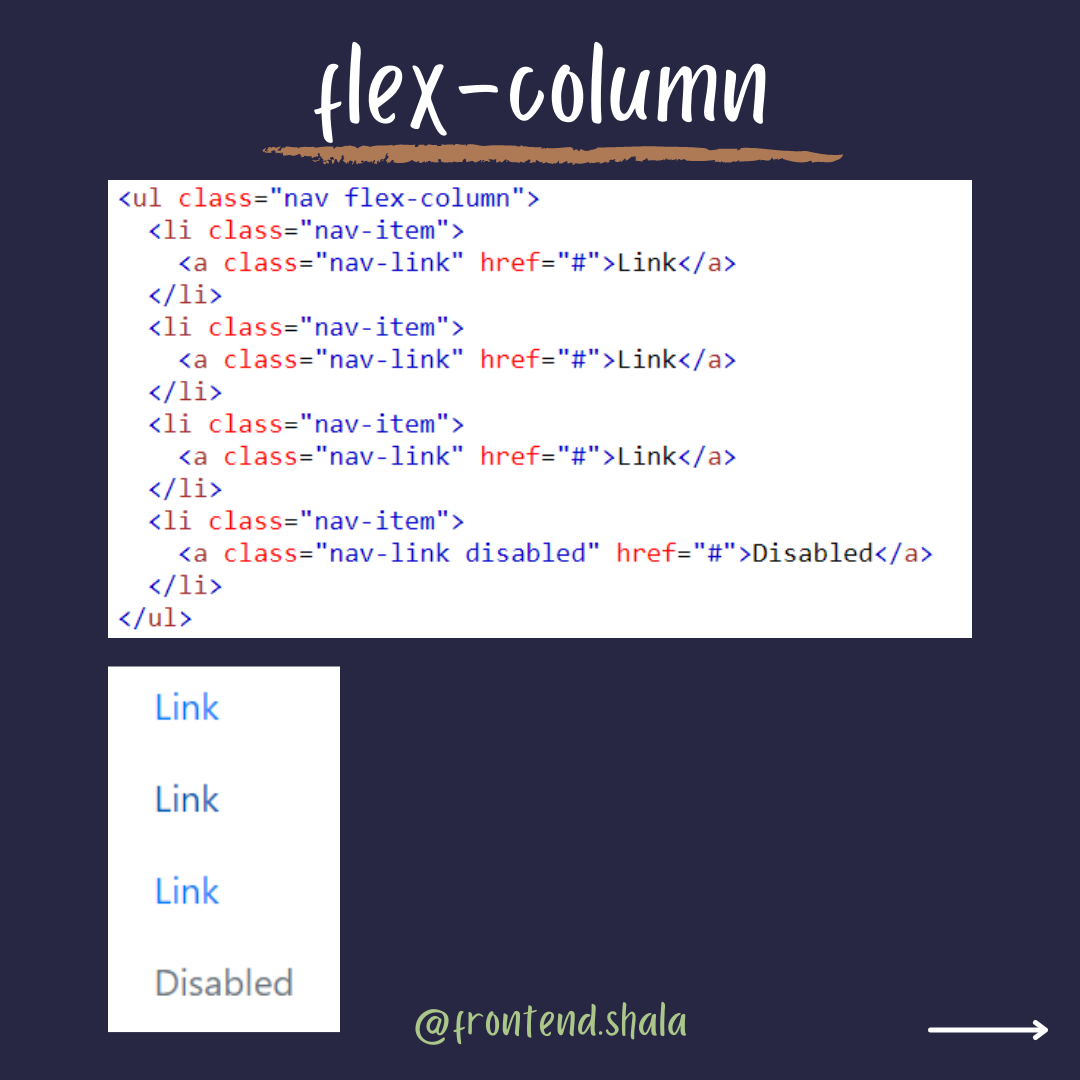 flex-column
<ul class="nav flex-column">
  <li class="nav-item">
    <a class="nav-link" href="#">Link</a>
  </li>
  <li class="nav-item">
    <a class="nav-link" href="#">Link</a>
  </li>
  <li class="nav-item">
    <a class="nav-link" href="#">Link</a>
  </li>
  <li class="nav-item">
    <a class="nav-link disabled" href="#">Disabled</a>
  </li>
</ul>
Link
Link
Link
Disabled
@frontend.shala